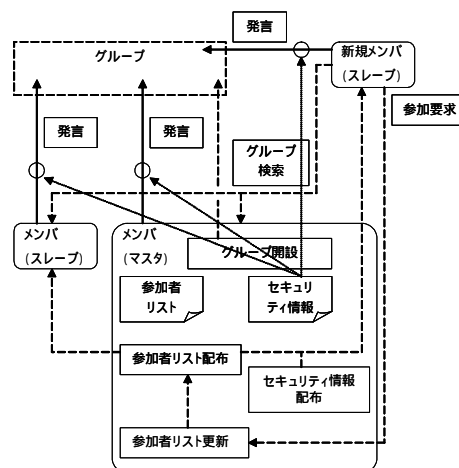 発言
グループ
新規メンバ
(スレーブ)
参加要求
発言
発言
グループ
検索
メンバ
(スレーブ)
メンバ
(マスタ)
グループ開設
参加者
リスト
セキュリ
ティ情報
参加者リスト配布
セキュリティ情報
配布
参加者リスト更新